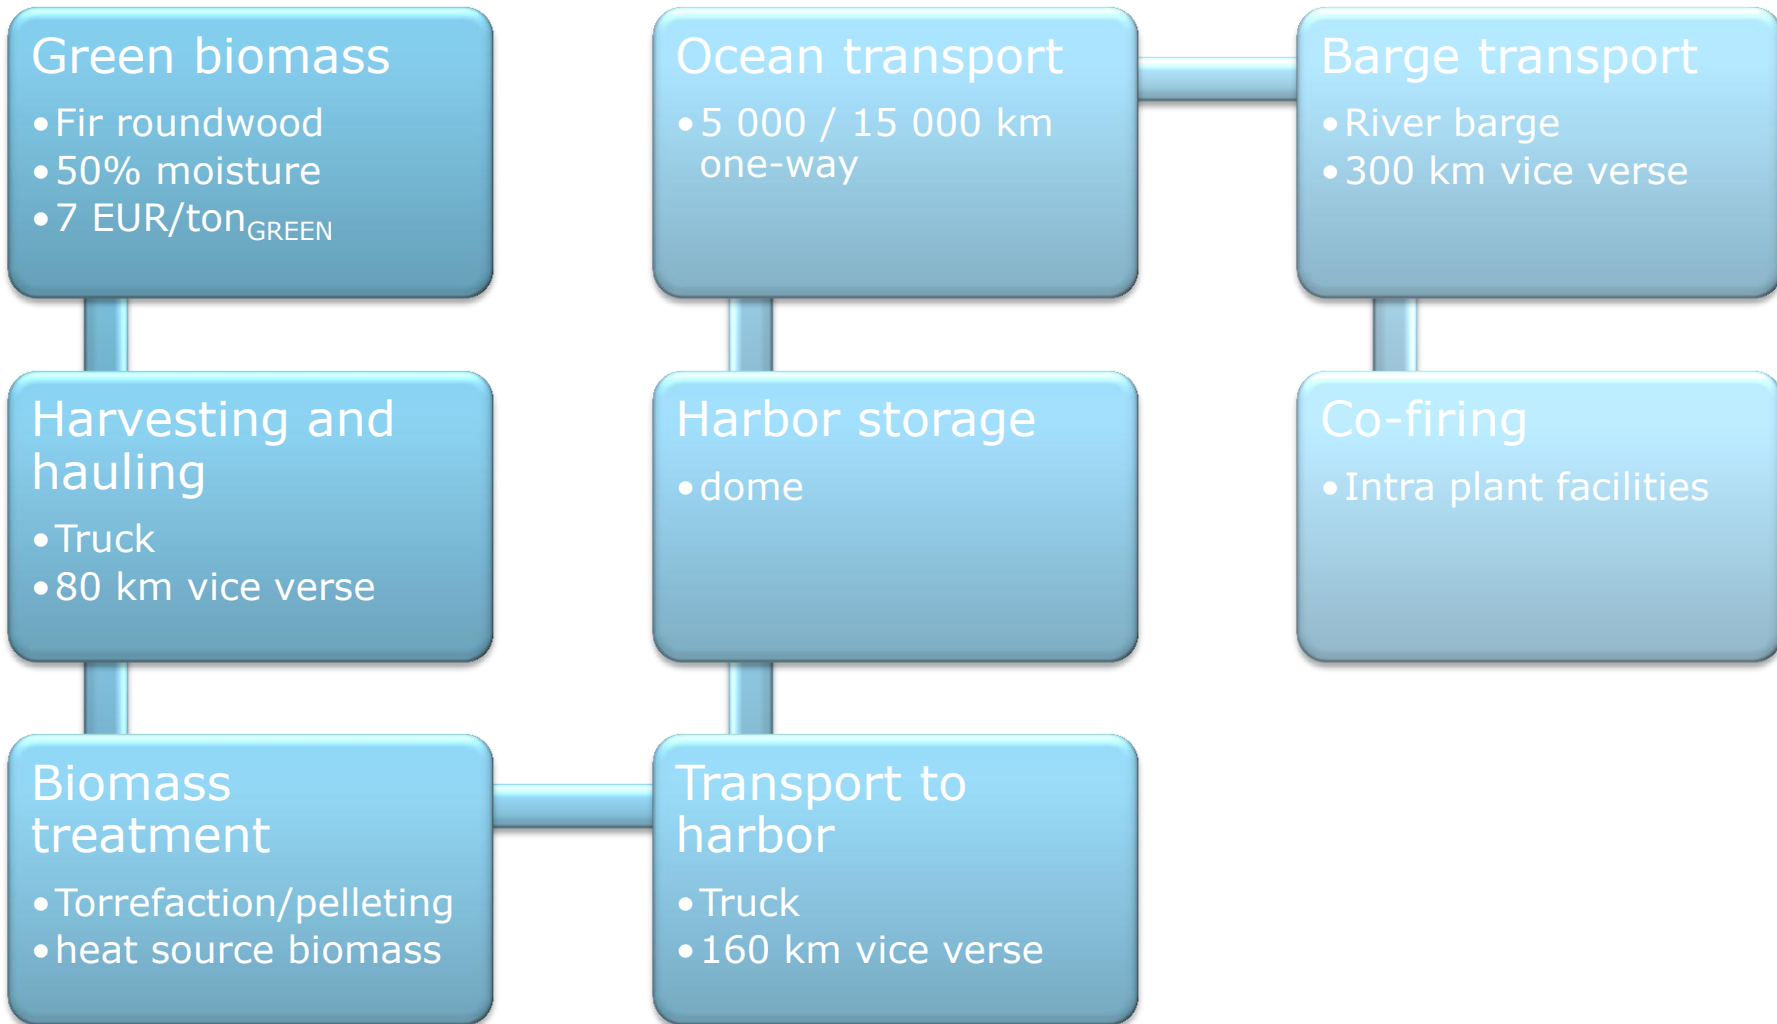 Green biomass
• Fir roundwood
• 50% moisture
• 7 EUR/tonGREEN
Harvesting and
hauling
• Truck
• 80 km vice verse
Biomass
treatment
• Torrefaction/pelleting
• heat source biomass
Transport to
harbor
• Truck
• 160 km vice verse
Harbor storage
• dome
Ocean transport
• 5 000 / 15 000 km
one-way
Barge transport
• River barge
• 300 km vice verse
Co-firing
• Intra plant facilities